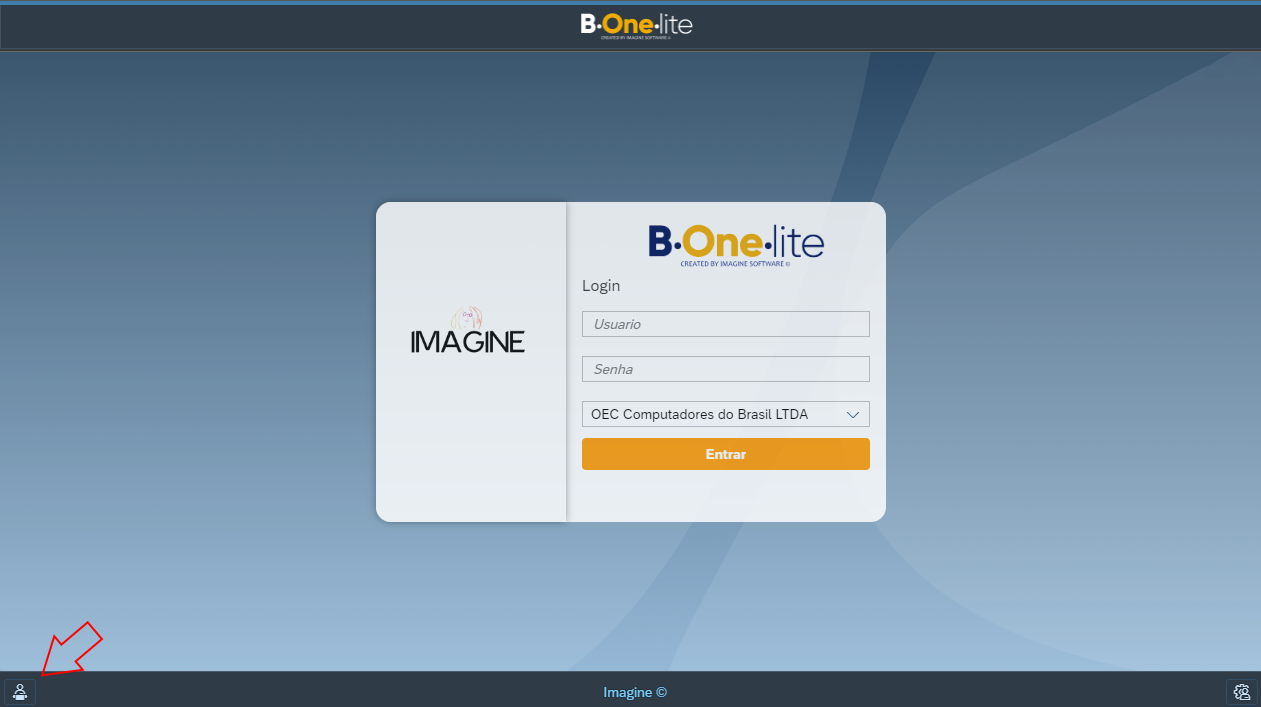 B·One·lite
CREATED BY IMAGINE SOFTWARE ©
B·One·lite
CREATED BY IMAGINE SOFTWARE ©
Login
IMAGINE
Usuario
Senha
OEC Computadores do Brasil LTDA
Entrar
Imagine ©